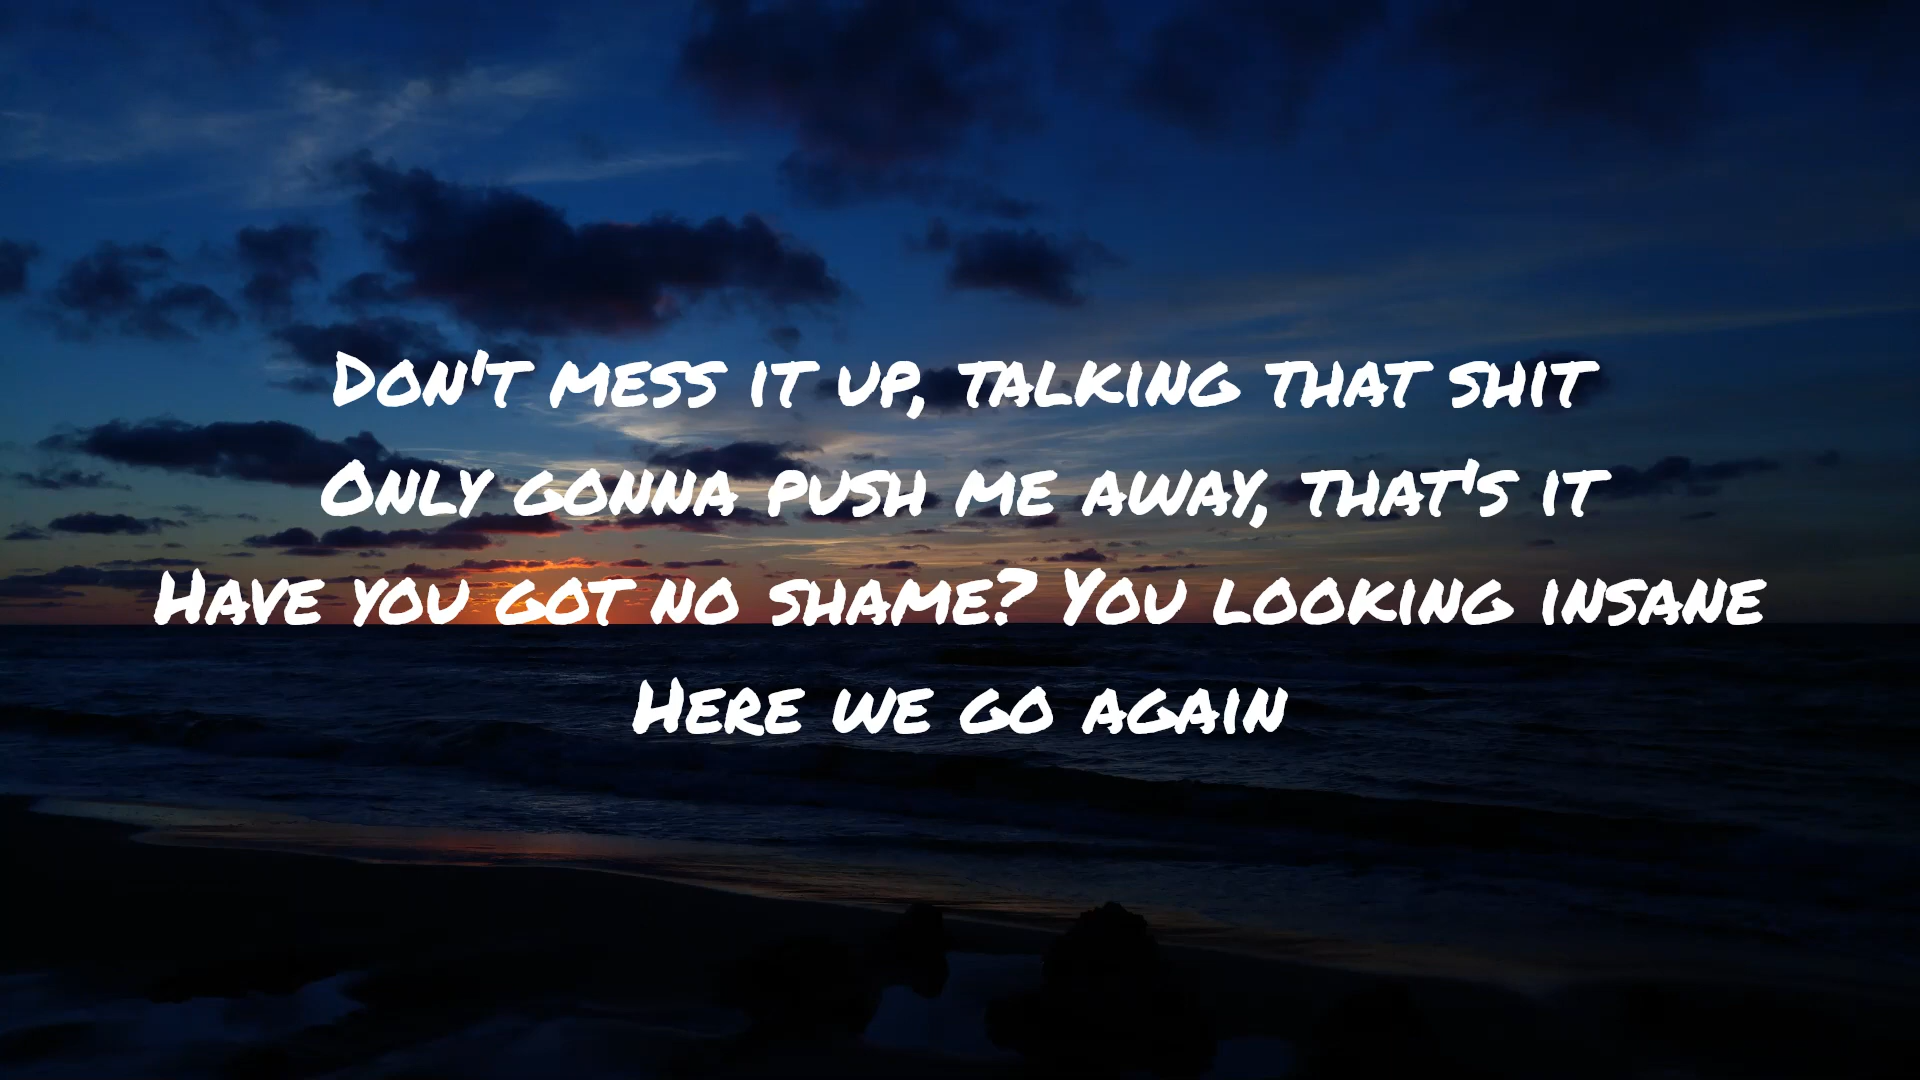 Don't mess it up, talking that shit
Only gonna push me away, that's it
Have you got no shame? You looking insane
Here we go again